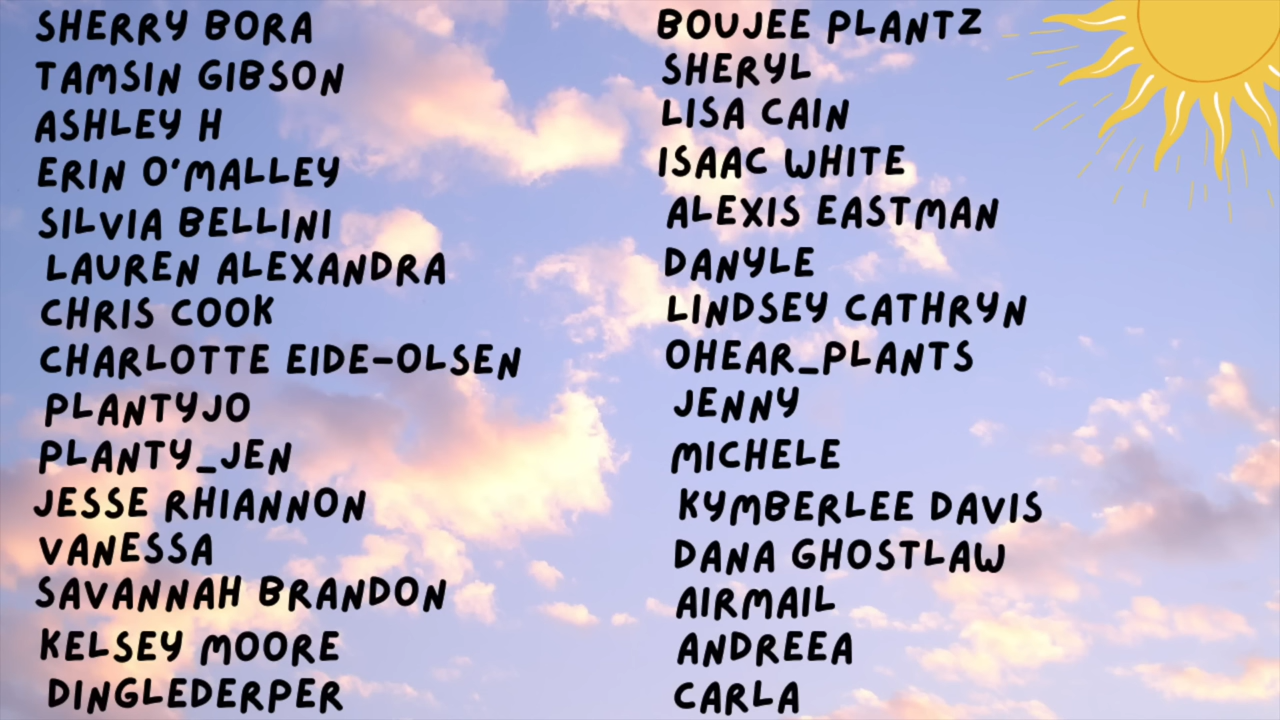 SHERRY BORA
TAMSIN GIBSON
ASHLEY H
ERIN O'MALLEY
SILVIA BELLINI
LAUREN ALEXANDRA
CHRIS COOK
CHARLOTTE EIDE-OLSEN
PLANTYJO
PLANTY_JEN
JESSE RHIANNON
VANESSA
SAVANNAH BRANDON
KELSEY MOORE
DINGLEDERPER
BOUJEE PLANTZ
SHERYL
LISA CAIN
ISAAC WHITE
ALEXIS EASTMAN
DANYLE
LINDSEY CATHRYN
OHEAR_PLANTS
JENNY
MICHELE
KYMBERLEE DAVIS
DANA GHOSTLAW
AIRMAIL
ANDREEA
CARLA